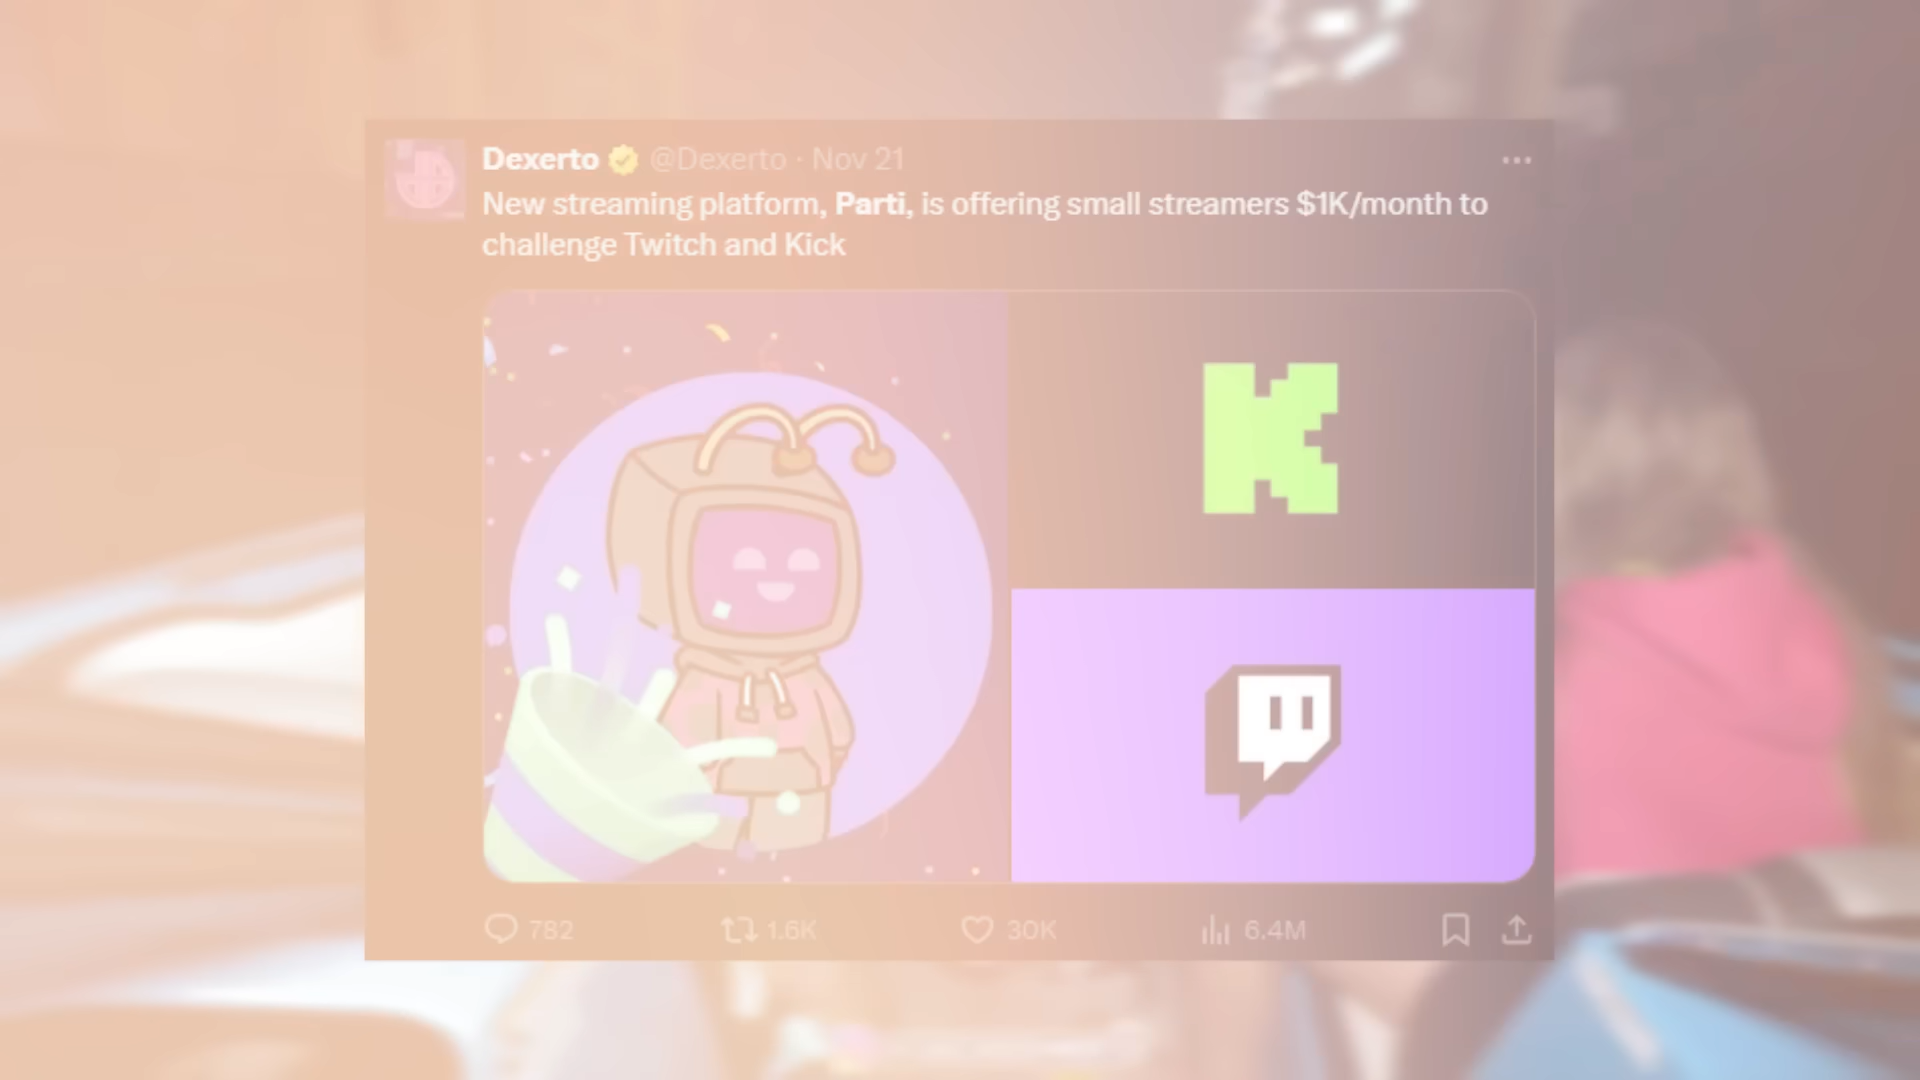 Dexerto @Dexerto · Nov 21
New streaming platform, Parti, is offering small streamers $1K/month to
challenge Twitch and Kick
K
782 1.6K 30K 6.4M